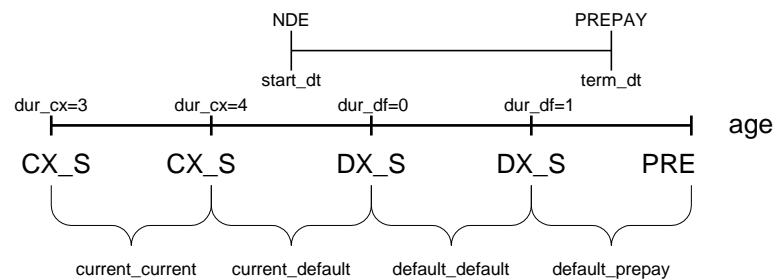 NDE PREPAY
start_dt term_dt
dur_cx=3 dur_cx=4 dur_df=0 dur_df=1
age
CX_S CX_S DX_S DX_S PRE
current_current current_default default_default default_prepay